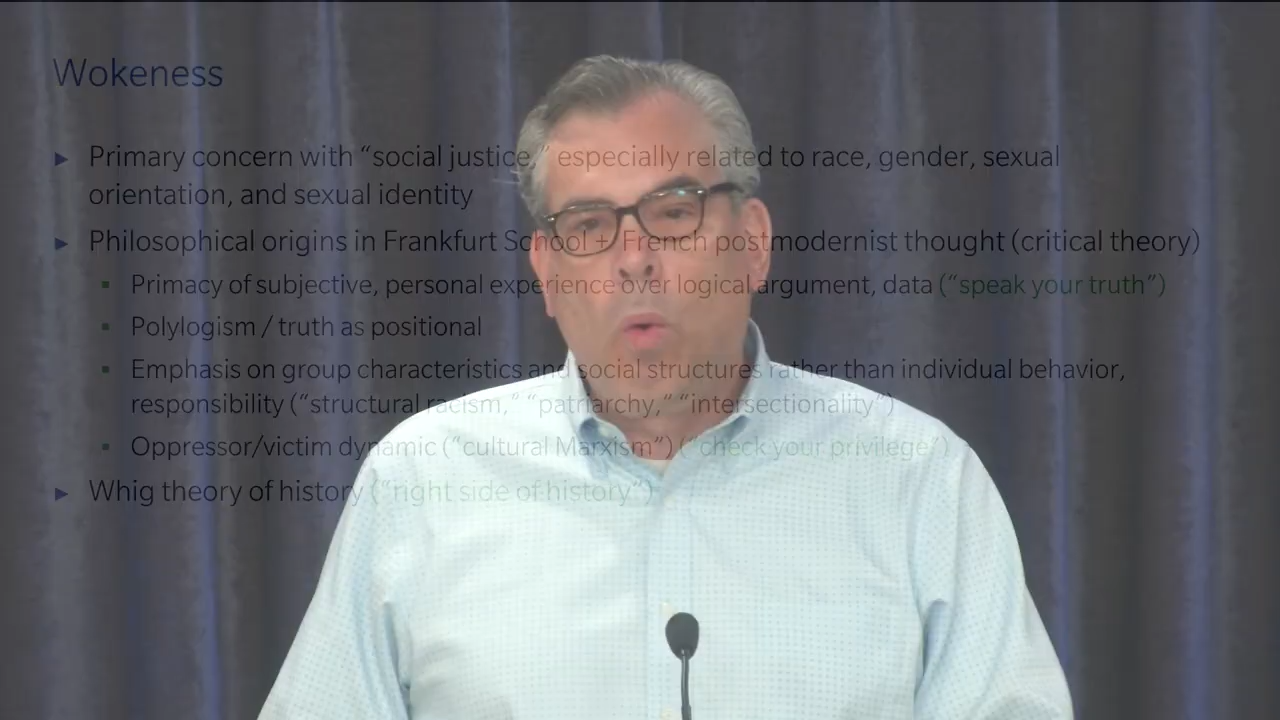 Wokeness
▸ Primary concern with “social justice,” especially related to race, gender, sexual
orientation, and sexual identity
▸ Philosophical origins in Frankfurt School + French postmodernist thought (critical theory)
▪ Primacy of subjective, personal experience over logical argument, data (“speak your truth”)
▪ Polylogism / truth as positional
▪ Emphasis on group characteristics and social structures rather than individual behavior,
responsibility (“structural racism,” “patriarchy,” “intersectionality”)
▪ Oppressor/victim dynamic (“cultural Marxism”) (“check your privilege”)
▸ Whig theory of history (“right side of history”)